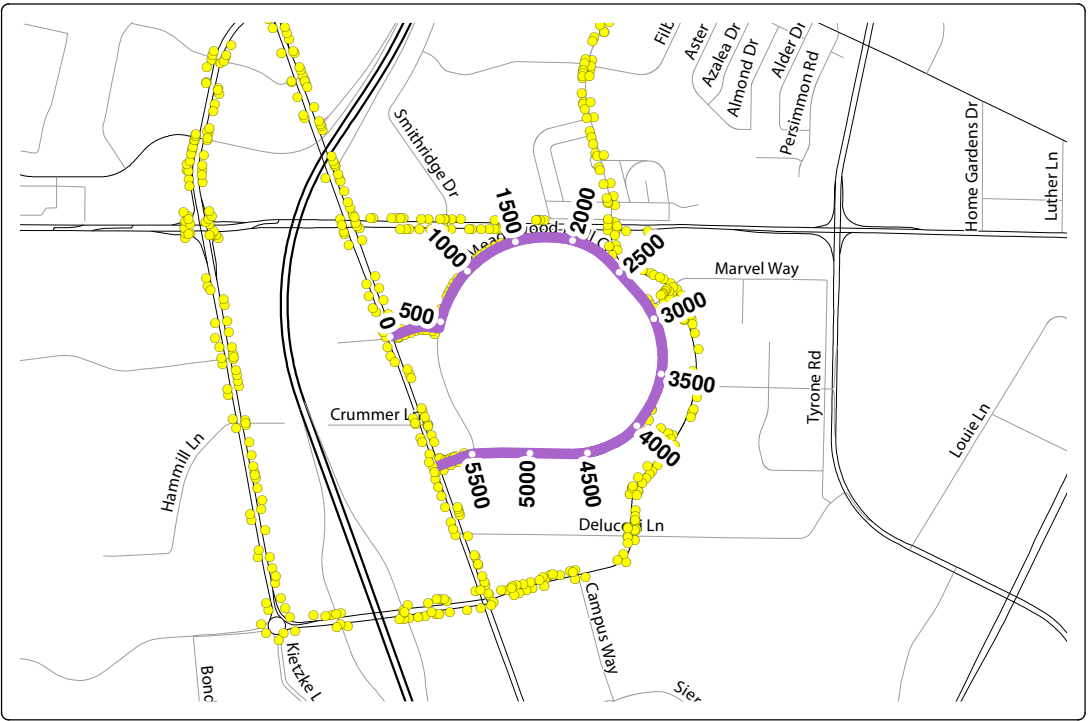 Filb
Aster
Azalea Dr
Almond Dr
Alder Dr
Persimmon Rd
Smithridge Dr
Home Gardens Dr
Luther Ln
1500
2000
1000
2500
Marvel Way
500
0
3000
3500
Tyrone Rd
Crummer L
4000
Louie Ln
Hammill Ln
5500
5000
4500
Campus Way
Kietzke L
Bond
Sier